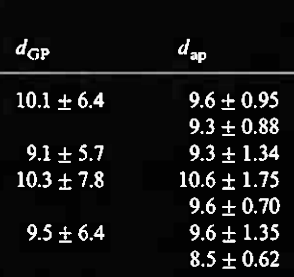 d_GP d_ap
10.1 ± 6.4 9.6 ± 0.95
9.3 ± 0.88
9.1 ± 5.7 9.3 ± 1.34
10.3 ± 7.8 10.6 ± 1.75
9.6 ± 0.70
9.5 ± 6.4 9.6 ± 1.35
8.5 ± 0.62